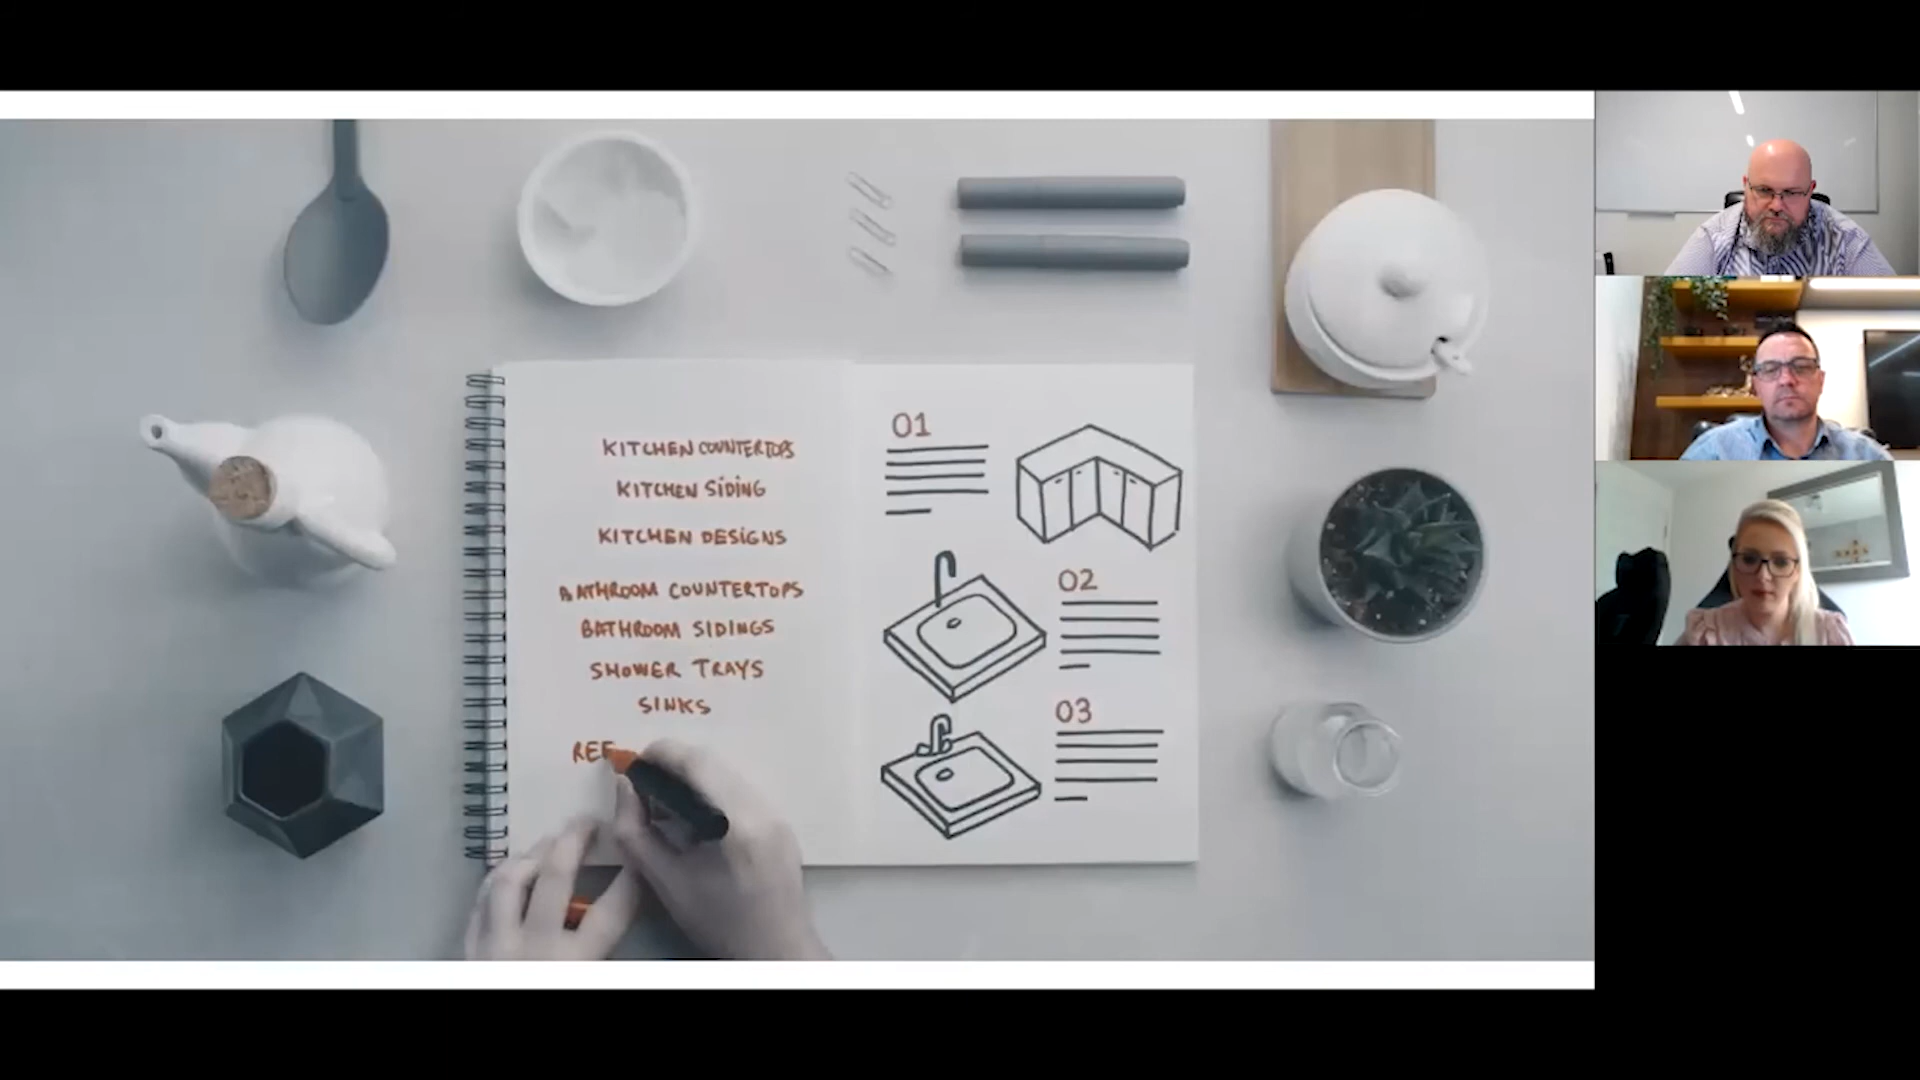 KITCHEN COUNTERTOPS
KITCHEN SIDING
KITCHEN DESIGNS
BATHROOM COUNTERTOPS
BATHROOM SIDINGS
SHOWER TRAYS
SINKS
REF
01
02
03